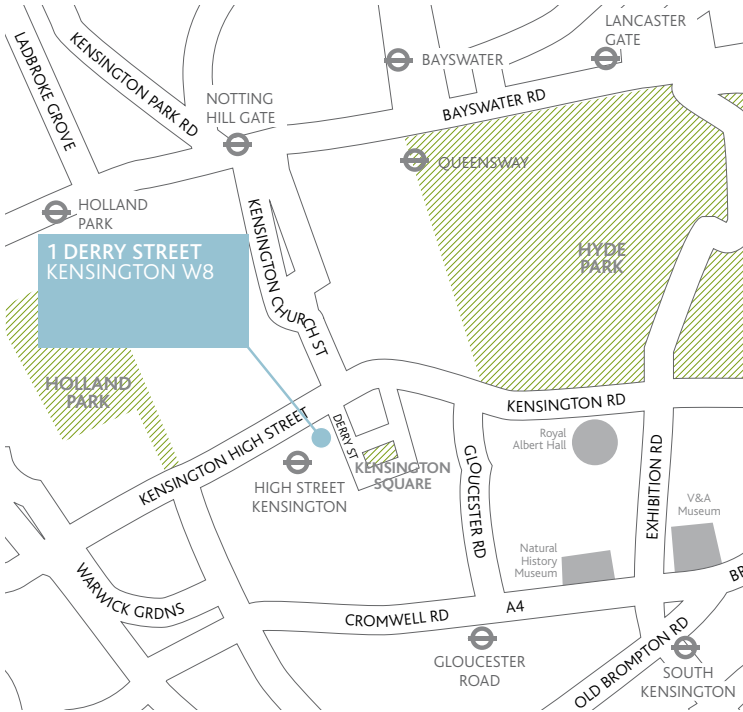 LANCASTER
GATE
LADBROKE GROVE
KENSINGTON PARK RD
BAYSWATER
NOTTING
HILL GATE
BAYSWATER RD
QUEENSWAY
HOLLAND
PARK
KENSINGTON CHURCH ST
1 DERRY STREET
KENSINGTON W8
HYDE
PARK
HOLLAND
PARK
KENSINGTON RD
KENSINGTON HIGH STREET
DERRY ST
Royal
Albert Hall
GLOUCESTER RD
EXHIBITION RD
KENSINGTON
SQUARE
HIGH STREET
KENSINGTON
V&A
Museum
Natural
History
Museum
WARWICK GRDNS
BR
CROMWELL RD
A4
OLD BROMPTON RD
GLOUCESTER
ROAD
SOUTH
KENSINGTON